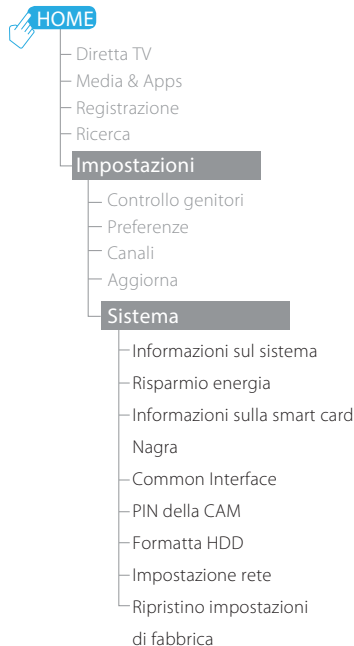 HOME
Diretta TV
Media & Apps
Registrazione
Ricerca
Impostazioni
Controllo genitori
Preferenze
Canali
Aggiorna
Sistema
Informazioni sul sistema
Risparmio energia
Informazioni sulla smart card
Nagra
Common Interface
PIN della CAM
Formatta HDD
Impostazione rete
Ripristino impostazioni
di fabbrica